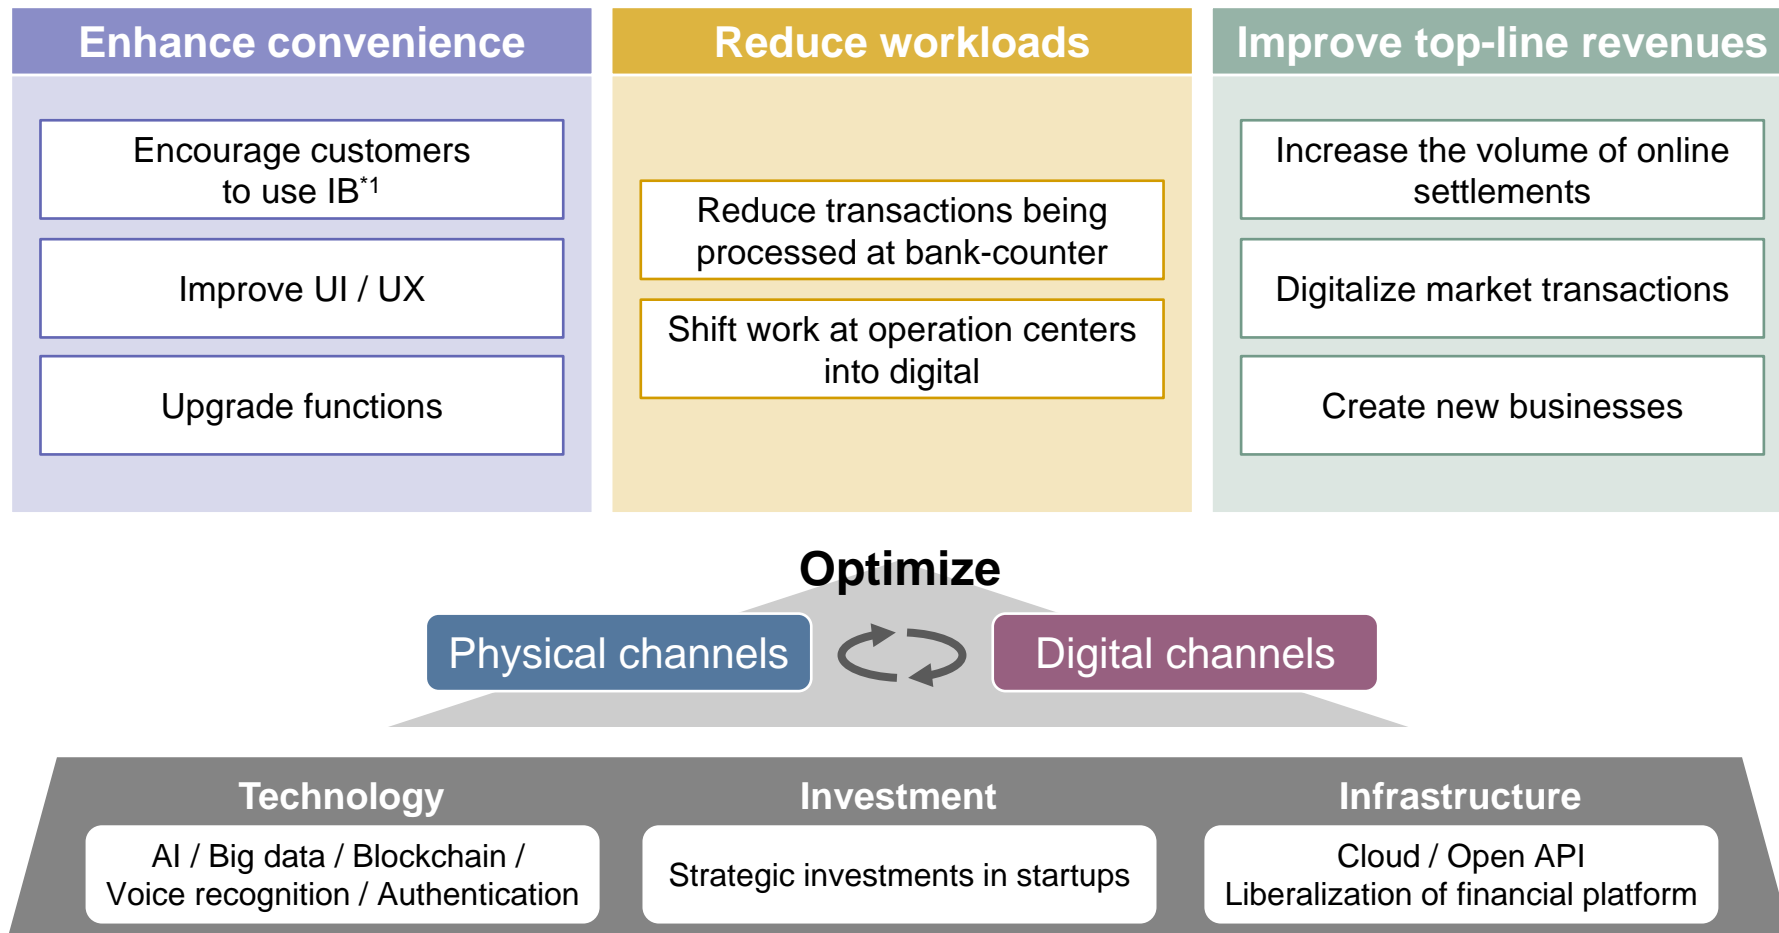 Enhance convenience
Encourage customers
to use IB*1
Improve UI / UX
Upgrade functions
Reduce workloads
Reduce transactions being
processed at bank-counter
Shift work at operation centers
into digital
Improve top-line revenues
Increase the volume of online
settlements
Digitalize market transactions
Create new businesses
Optimize
Physical channels
Digital channels
Technology
AI / Big data / Blockchain /
Voice recognition / Authentication
Investment
Strategic investments in startups
Infrastructure
Cloud / Open API
Liberalization of financial platform